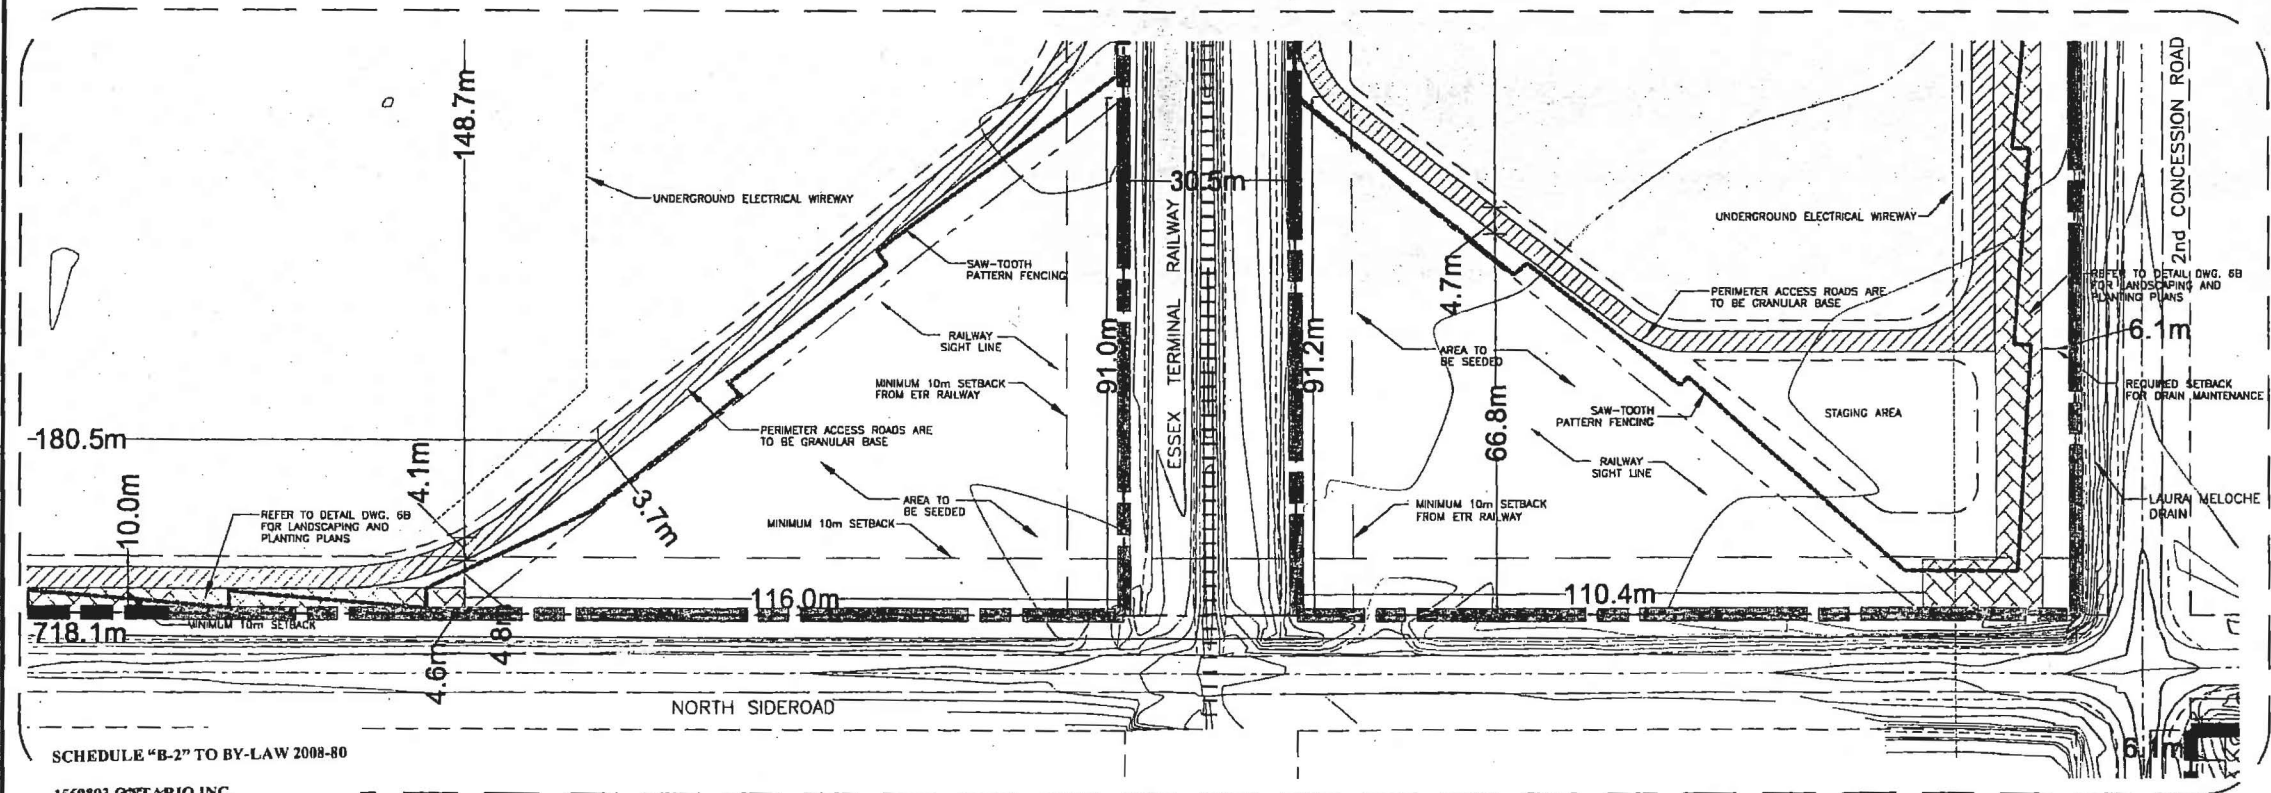 148.7m
UNDERGROUND ELECTRICAL WIREWAY
SAW-TOOTH
PATTERN FENCING
RAILWAY
SIGHT LINE
MINIMUM 10m SETBACK
FROM ETR RAILWAY
PERIMETER ACCESS ROADS ARE
TO BE GRANULAR BASE
180.5m
4.1m
10.0m
REFER TO DETAIL DWG. 6B
FOR LANDSCAPING AND
PLANTING PLANS
3.7m
AREA TO
BE SEEDED
MINIMUM 10m SETBACK
116.0m
718.1m
MINIMUM 10m SETBACK
4.6m
4.8m
91.0m
ESSEX TERMINAL RAILWAY
30.5m
91.2m
4.7m
66.8m
UNDERGROUND ELECTRICAL WIREWAY
PERIMETER ACCESS ROADS ARE
TO BE GRANULAR BASE
AREA TO
BE SEEDED
SAW-TOOTH
PATTERN FENCING
STAGING AREA
RAILWAY
SIGHT LINE
MINIMUM 10m SETBACK
FROM ETR RAILWAY
110.4m
2nd CONCESSION ROAD
REFER TO DETAIL DWG. 6B
FOR LANDSCAPING AND
PLANTING PLANS
6.1m
REQUIRED SETBACK
FOR DRAIN MAINTENANCE
LAURA MELOCHE
DRAIN
NORTH SIDEROAD
6.1m
SCHEDULE “B-2” TO BY-LAW 2008-80
ONTARIO INC